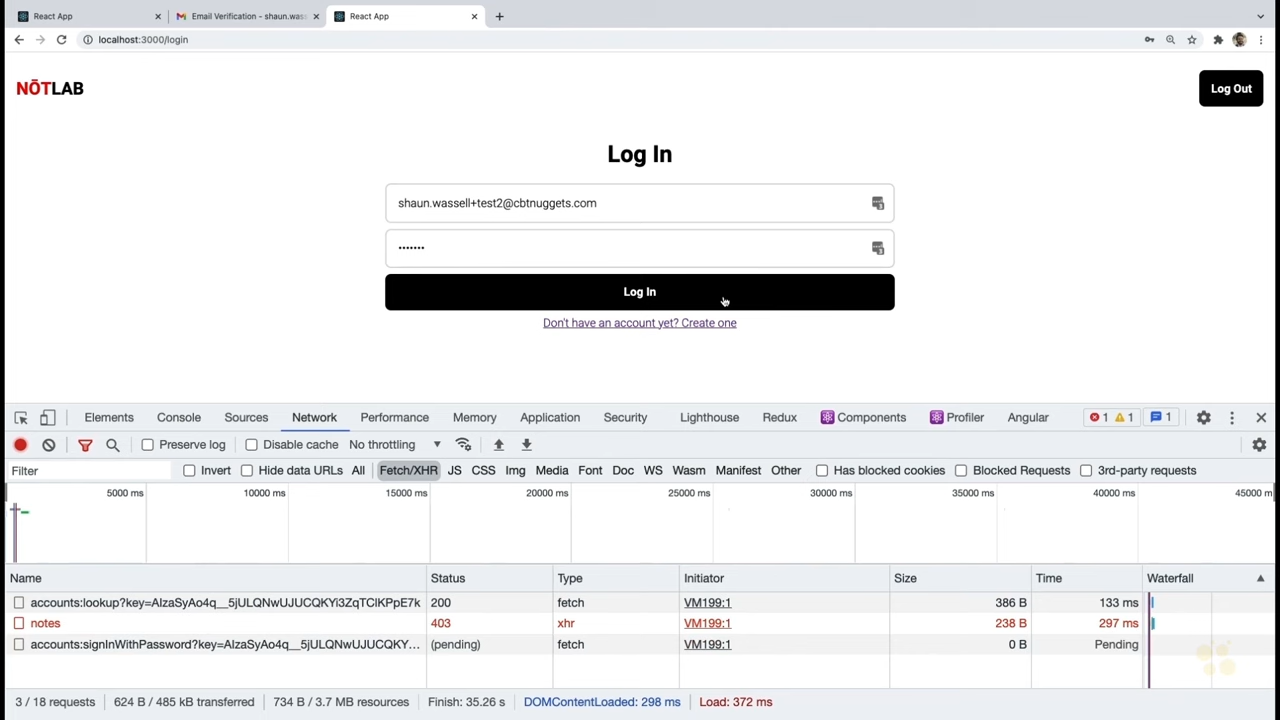 React App
Email Verification - shaun.wass
React App
localhost:3000/login
NŌTLAB
Log Out
Log In
shaun.wassell+test2@cbtnuggets.com
•••••••
Log In
Don't have an account yet? Create one
Elements Console Sources Network Performance Memory Application Security Lighthouse Redux Components Profiler Angular 1 1 1
Preserve log Disable cache No throttling
Filter Invert Hide data URLs All Fetch/XHR JS CSS Img Media Font Doc WS Wasm Manifest Other Has blocked cookies Blocked Requests 3rd-party requests
5000 ms 10000 ms 15000 ms 20000 ms 25000 ms 30000 ms 35000 ms 40000 ms 45000 m
Name Status Type Initiator Size Time Waterfall
accounts:lookup?key=AIzaSyAo4q__5jULQNwUJUCQKYi3ZqTClKPpE7k 200 fetch VM199:1 386 B 133 ms
notes 403 xhr VM199:1 238 B 297 ms
accounts:signInWithPassword?key=AIzaSyAo4q__5jULQNwUJUCQKY... (pending) fetch VM199:1 0 B Pending
3 / 18 requests 624 B / 485 kB transferred 734 B / 3.7 MB resources Finish: 35.26 s DOMContentLoaded: 298 ms Load: 372 ms